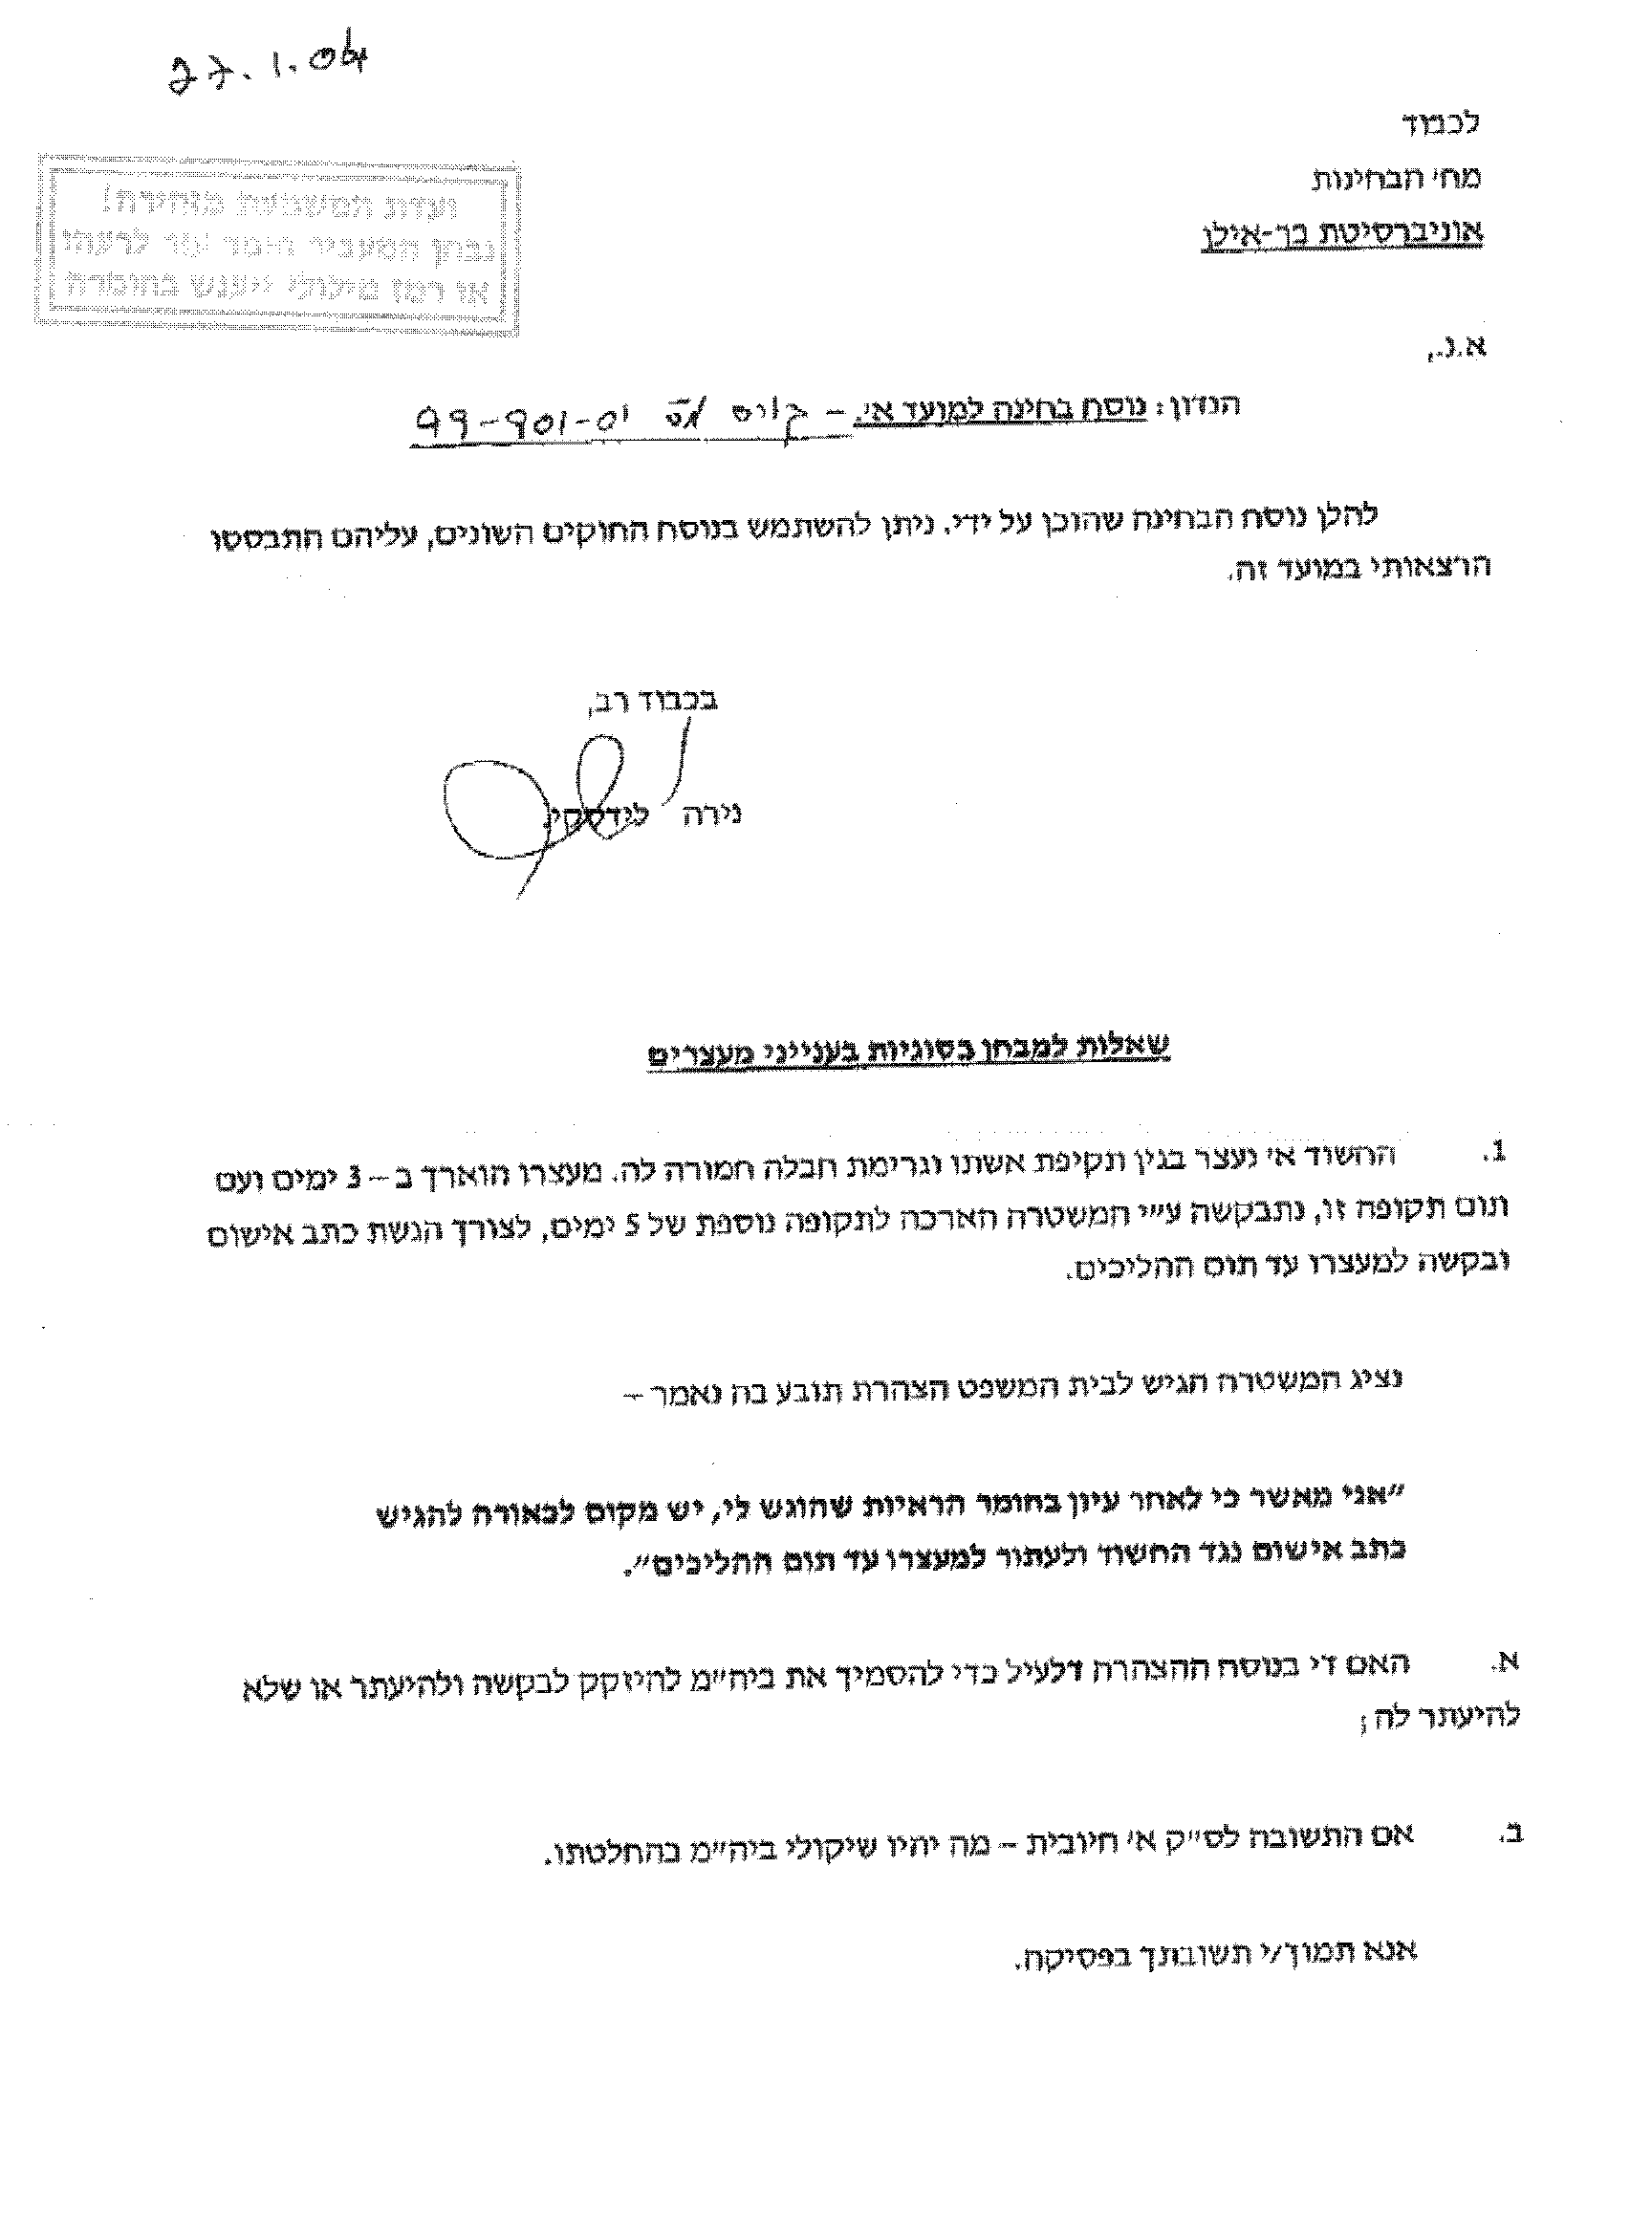 27.1.04
לכבוד
מח' הבחינות
אוניברסיטת בר-אילן
ועדת המשמעת מזהירה!
נבחן המעביר חומר עזר לרעהו
או רמז מילולי ייענש בחומרה
א.נ.,
הנדון: נוסח בחינה למועד א'. – קורס 99-901-01
להלן נוסח הבחינה שהוכן על ידי. ניתן להשתמש בנוסח החוקים השונים, עליהם התבססו
הרצאותי במועד זה.
בכבוד רב,
נירה לידסקי
שאלות למבחן בסוגיות בענייני מעצרים
1. החשוד א' נעצר בגין תקיפת אשתו וגרימת חבלה חמורה לה. מעצרו הוארך ב – 3 ימים ועם
תום תקופה זו, נתבקשה ע"י המשטרה הארכה לתקופה נוספת של 5 ימים, לצורך הגשת כתב אישום
ובקשה למעצרו עד תום ההליכים.
נציג המשטרה הגיש לבית המשפט הצהרת תובע בה נאמר –
"אני מאשר כי לאחר עיון בחומר הראיות שהוגש לי, יש מקום לכאורה להגיש
כתב אישום נגד החשוד ולעתור למעצרו עד תום ההליכים".
א. האם די בנוסח ההצהרה דלעיל כדי להסמיך את ביה"מ להיזקק לבקשה ולהיעתר או שלא
להיעתר לה;
ב. אם התשובה לס"ק א' חיובית – מה יהיו שיקולי ביה"מ בהחלטתו.
אנא תמוך/י תשובתך בפסיקה.